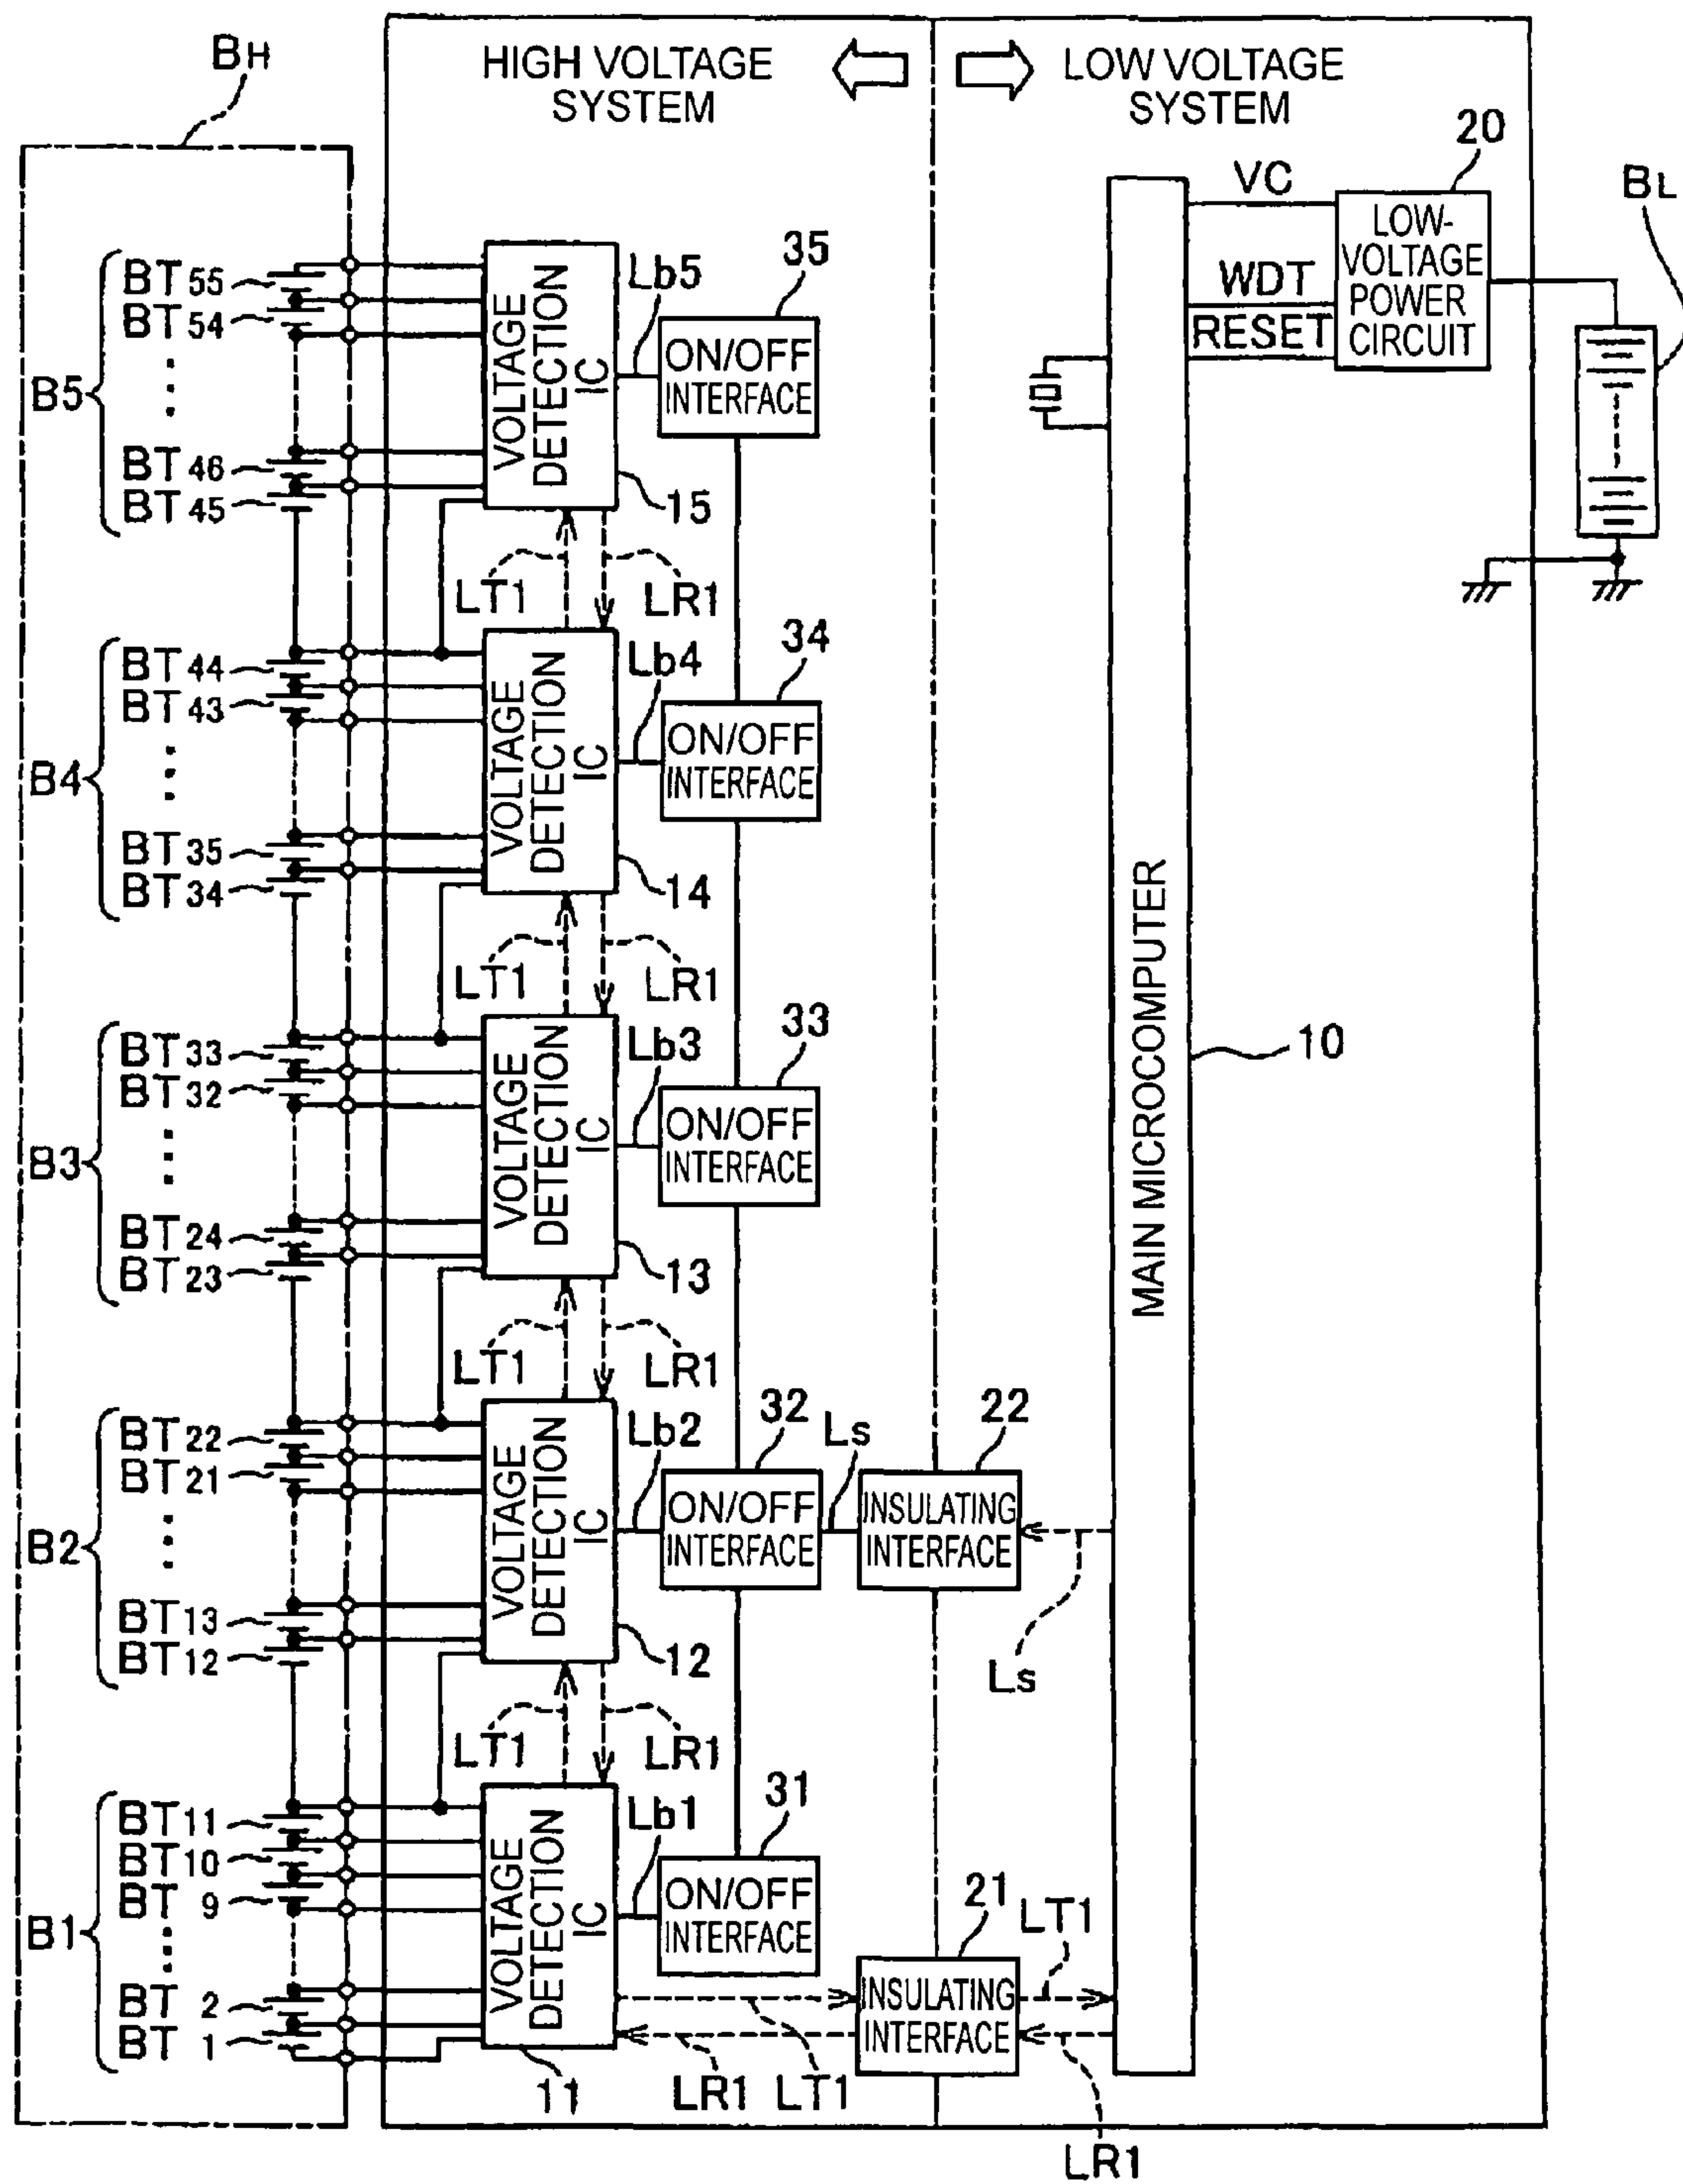 BH
HIGH VOLTAGE
SYSTEM
LOW VOLTAGE
SYSTEM
20
VC
BL
LOW-
VOLTAGE
POWER
CIRCUIT
WDT
RESET
35
Lb5
BT55
BT54
B5
BT46
BT45
VOLTAGE
DETECTION
IC
ON/OFF
INTERFACE
15
LT1
LR1
34
Lb4
BT44
BT43
B4
BT35
BT34
VOLTAGE
DETECTION
IC
ON/OFF
INTERFACE
14
LT1
LR1
33
Lb3
BT33
BT32
B3
BT24
BT23
VOLTAGE
DETECTION
IC
ON/OFF
INTERFACE
13
MAIN MICROCOMPUTER
10
LT1
LR1
32
Lb2
Ls
22
BT22
BT21
B2
BT13
BT12
VOLTAGE
DETECTION
IC
ON/OFF
INTERFACE
INSULATING
INTERFACE
Ls
12
LT1
LR1
31
Lb1
BT11
BT10
BT 9
B1
BT 2
BT 1
VOLTAGE
DETECTION
IC
ON/OFF
INTERFACE
21
LT1
INSULATING
INTERFACE
11
LR1
LT1
LR1